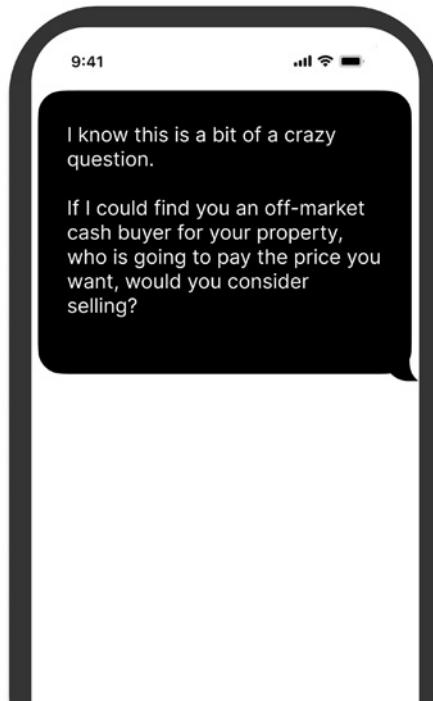 9:41
I know this is a bit of a crazy
question.
If I could find you an off-market
cash buyer for your property,
who is going to pay the price you
want, would you consider
selling?